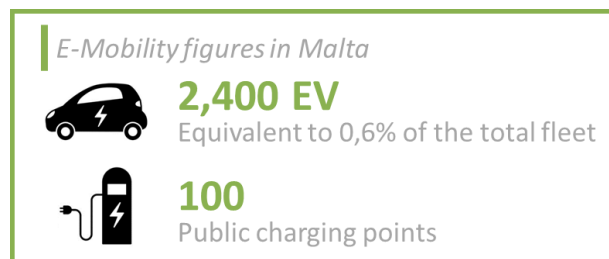 E-Mobility figures in Malta
2,400 EV
Equivalent to 0,6% of the total fleet
100
Public charging points